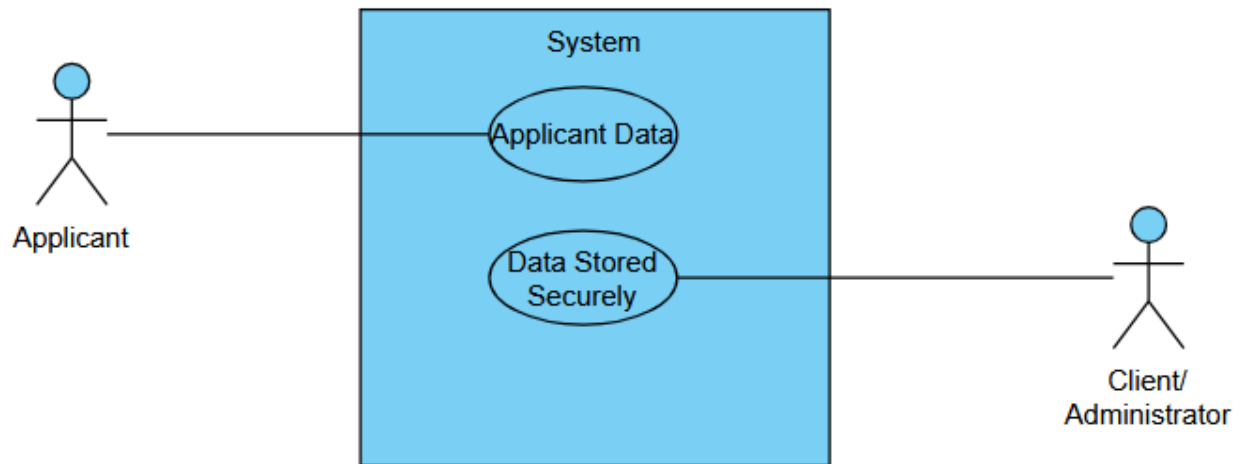 System
Applicant Data
Applicant
Data Stored
Securely
Client/
Administrator